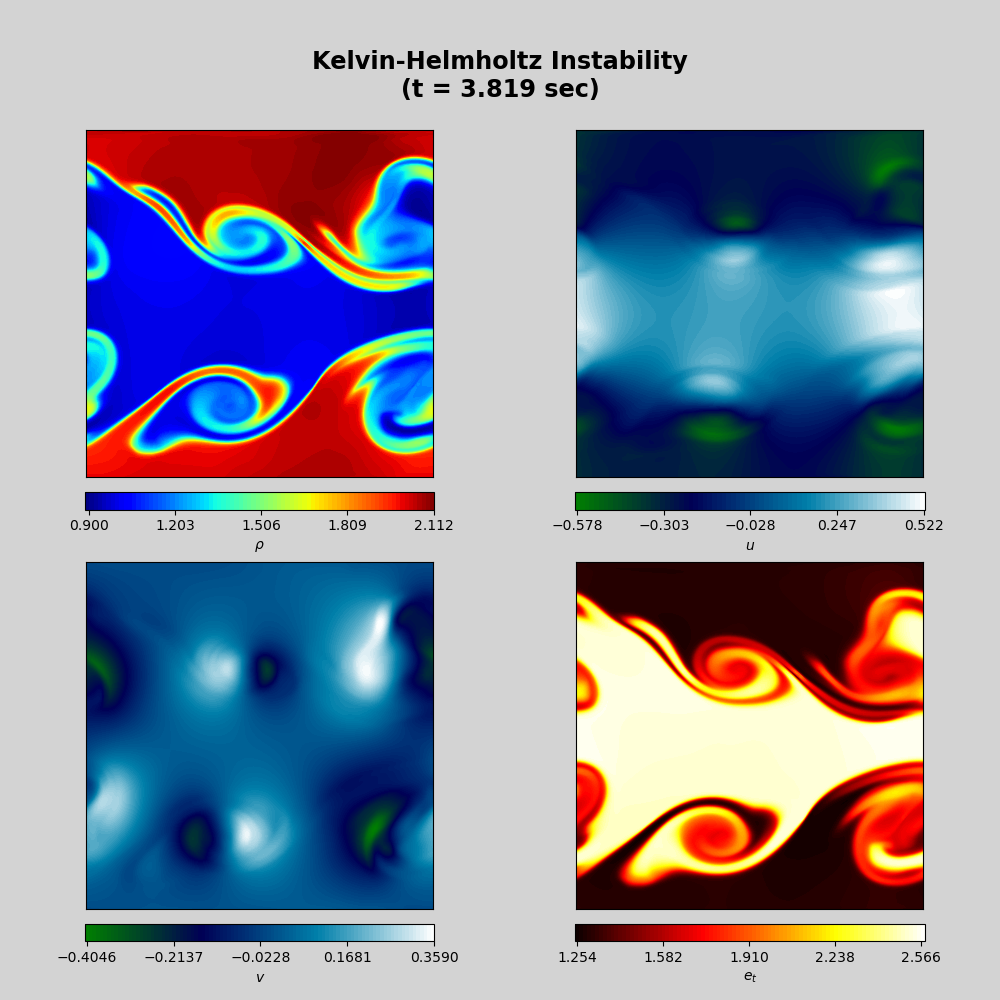 Kelvin-Helmholtz Instability
(t = 3.819 sec)
0.900 1.203 1.506 1.809 2.112
ρ
−0.578 −0.303 −0.028 0.247 0.522
u
−0.4046 −0.2137 −0.0228 0.1681 0.3590
v
1.254 1.582 1.910 2.238 2.566
eₜ